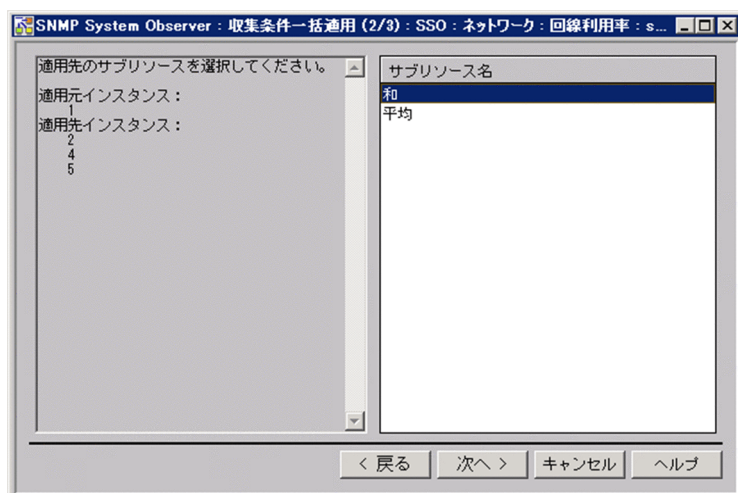 SNMP System Observer : 収集条件一括適用 (2/3) : SSO : ネットワーク : 回線利用率 : s...
適用先のサブリソースを選択してください。
適用元インスタンス :
1
適用先インスタンス :
2
4
5
サブリソース名
和
平均
< 戻る
次へ >
キャンセル
ヘルプ